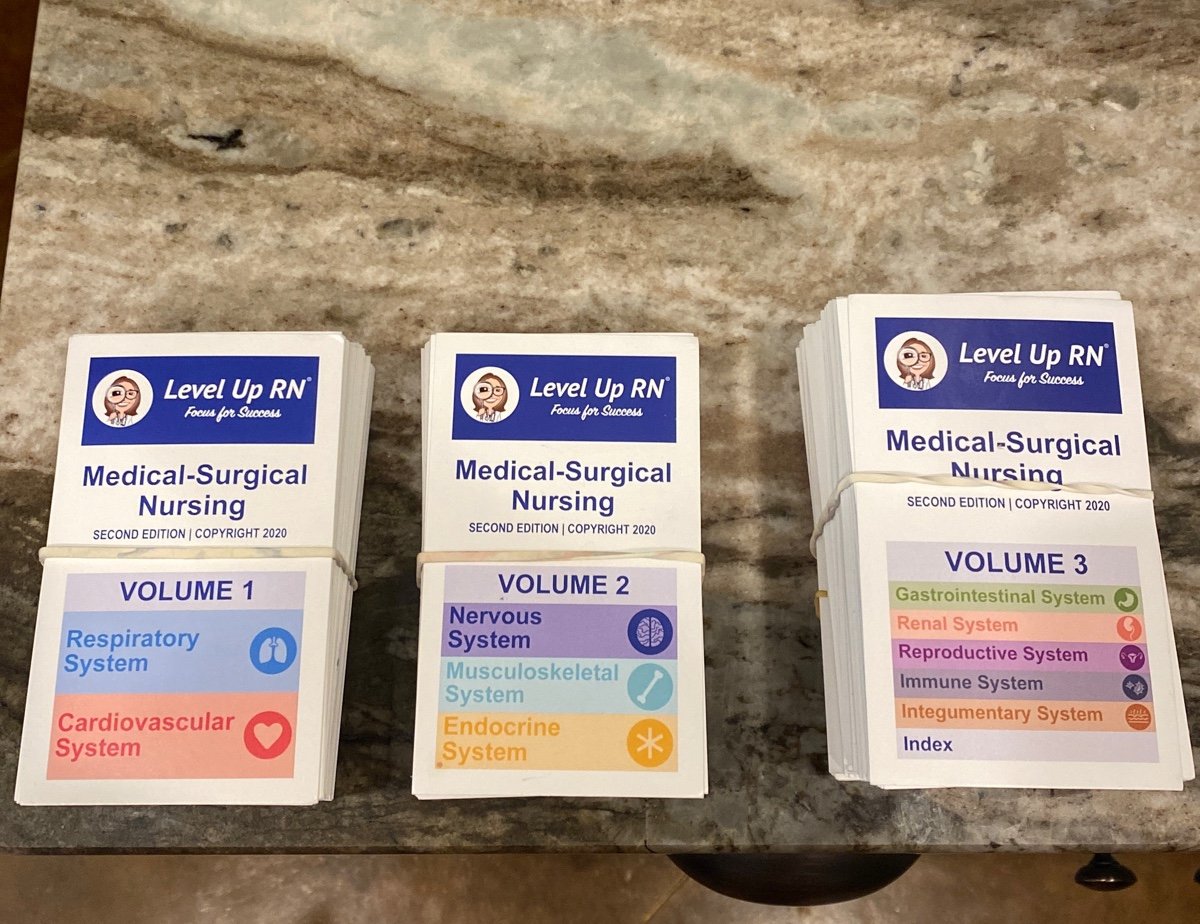 Level Up RN®
Focus for Success
Medical-Surgical
Nursing
SECOND EDITION | COPYRIGHT 2020
VOLUME 1
Respiratory
System
Cardiovascular
System
Level Up RN®
Focus for Success
Medical-Surgical
Nursing
SECOND EDITION | COPYRIGHT 2020
VOLUME 2
Nervous
System
Musculoskeletal
System
Endocrine
System
Level Up RN®
Focus for Success
Medical-Surgical
Nursing
SECOND EDITION | COPYRIGHT 2020
VOLUME 3
Gastrointestinal System
Renal System
Reproductive System
Immune System
Integumentary System
Index